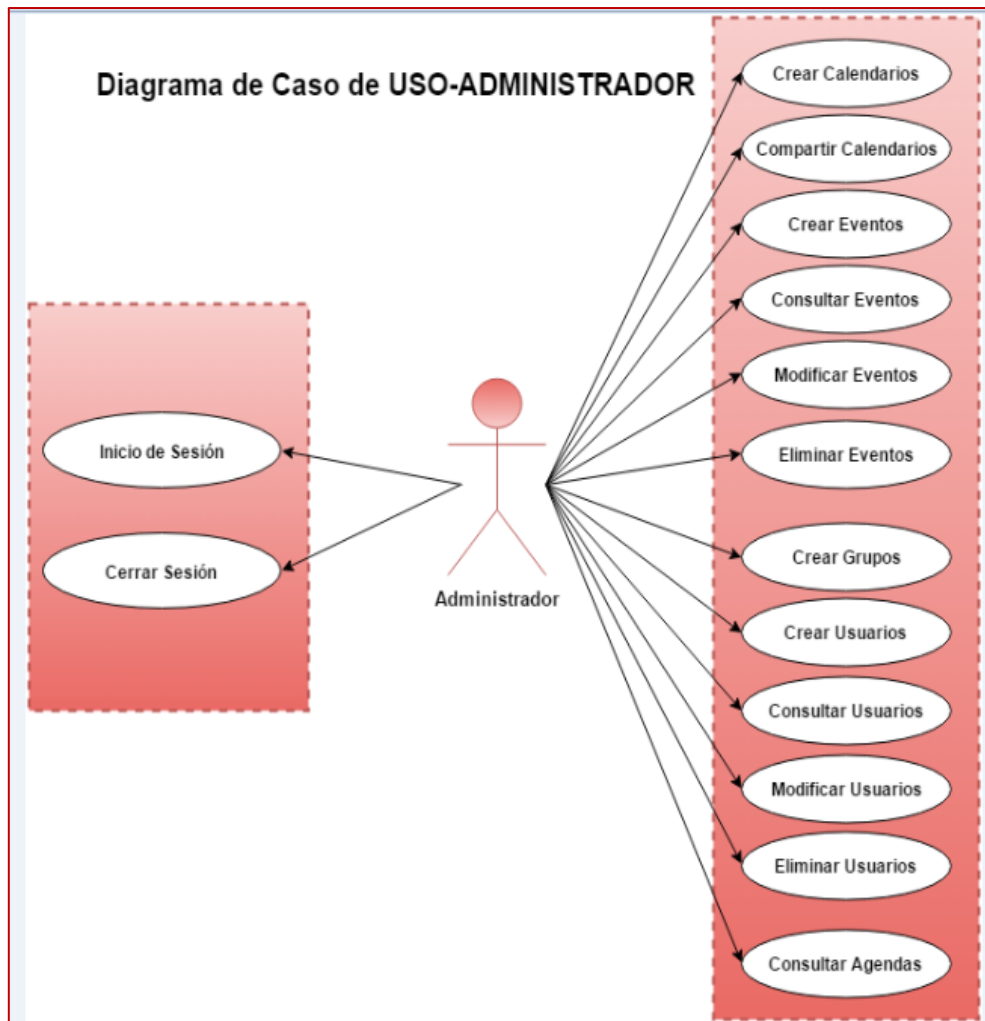 Diagrama de Caso de USO-ADMINISTRADOR
Inicio de Sesión
Cerrar Sesión
Administrador
Crear Calendarios
Compartir Calendarios
Crear Eventos
Consultar Eventos
Modificar Eventos
Eliminar Eventos
Crear Grupos
Crear Usuarios
Consultar Usuarios
Modificar Usuarios
Eliminar Usuarios
Consultar Agendas